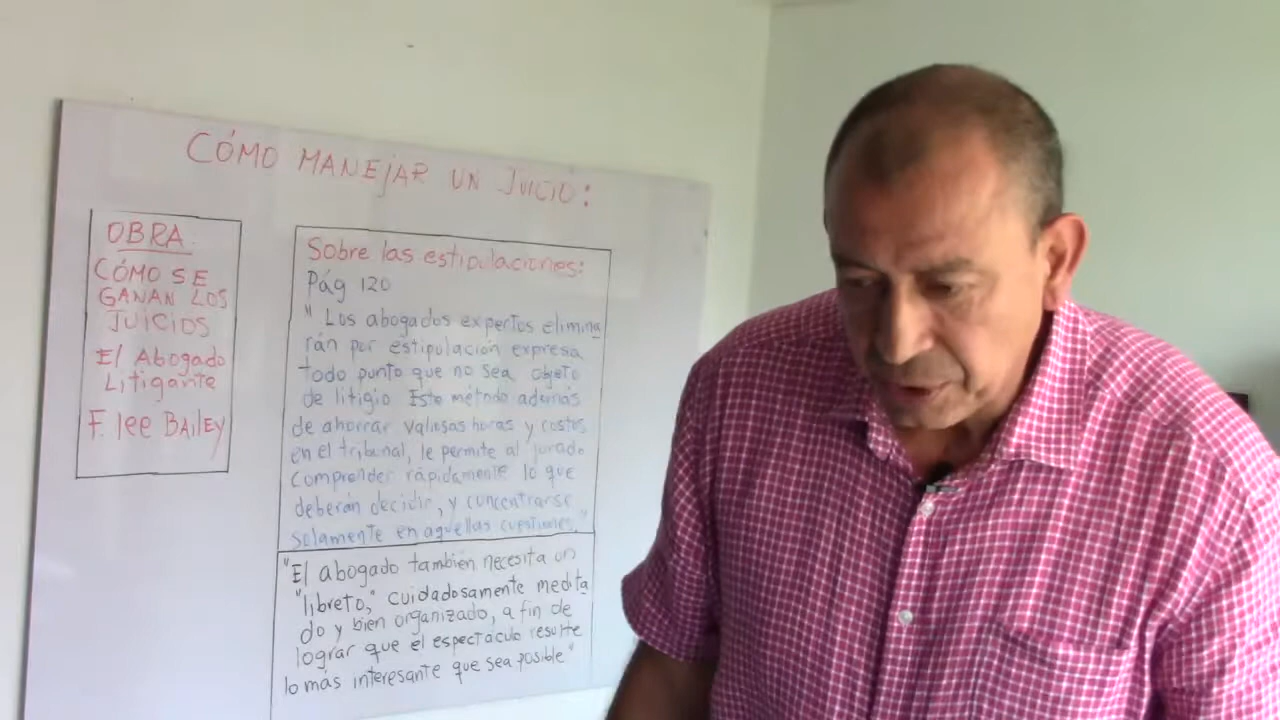 CÓMO MANEJAR UN JUICIO:
OBRA
CÓMO SE
GANAN LOS
JUICIOS
El Abogado
Litigante
F. lee BAILEY
Sobre las estipulaciones:
Pág 120
" Los abogados expertos elimina
rán por estipulación expresa
todo punto que no sea objeto
de litigio Este método además
de ahorrar valiosas horas y costos
en el tribunal, le permite al jurado
comprender rápidamente lo que
deberán decidir, y concentrarse
solamente en aquellas cuestiones."
"El abogado también necesita un
"libreto," cuidadosamente medita
do y bien organizado, a fin de
lograr que el espectáculo resulte
lo más interesante que sea posible"